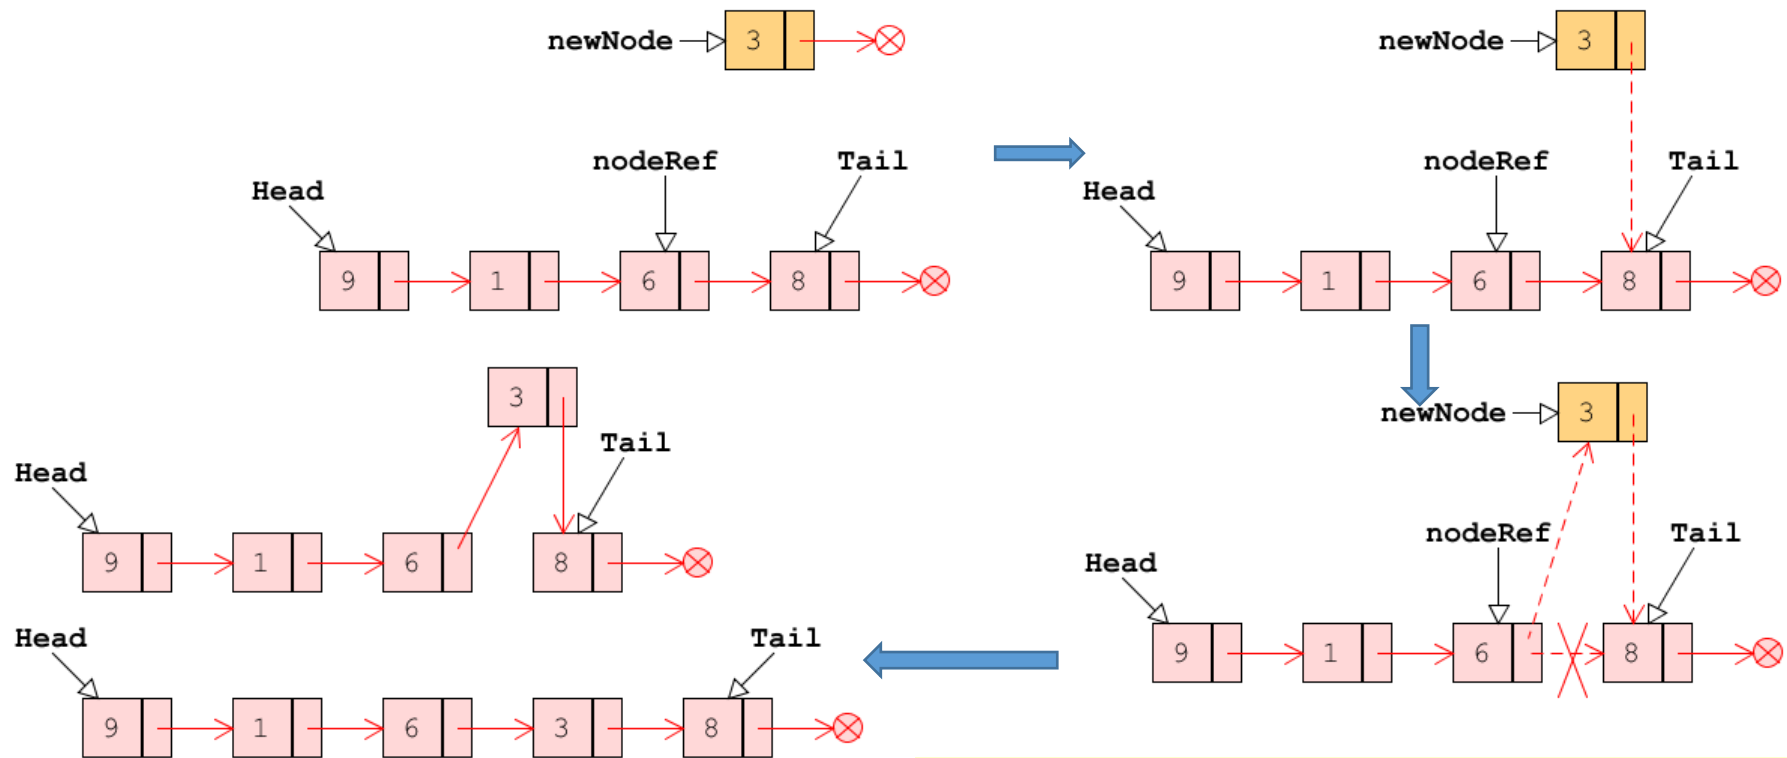 newNode 3
nodeRef Tail
Head
9 1 6 8
newNode 3
nodeRef Tail
Head
9 1 6 8
newNode 3
nodeRef Tail
Head
9 1 6 8
3
Tail
Head
9 1 6 8
Head Tail
9 1 6 3 8